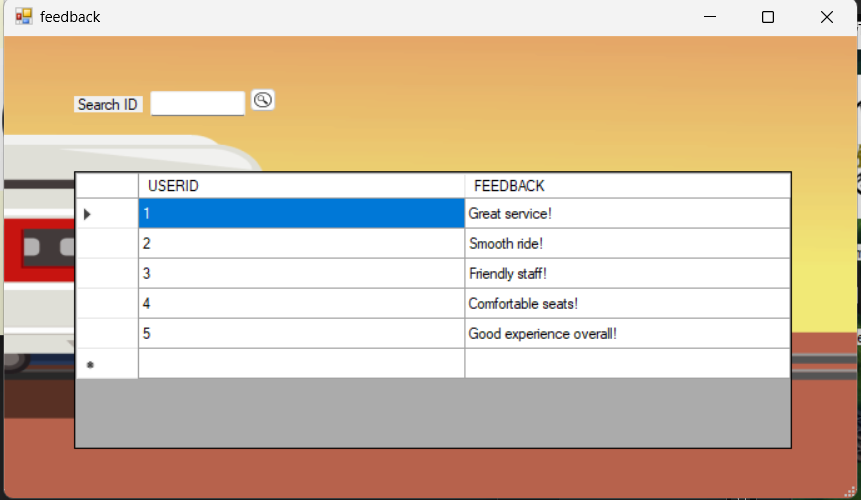 feedback
Search ID
USERID FEEDBACK
1 Great service!
2 Smooth ride!
3 Friendly staff!
4 Comfortable seats!
5 Good experience overall!